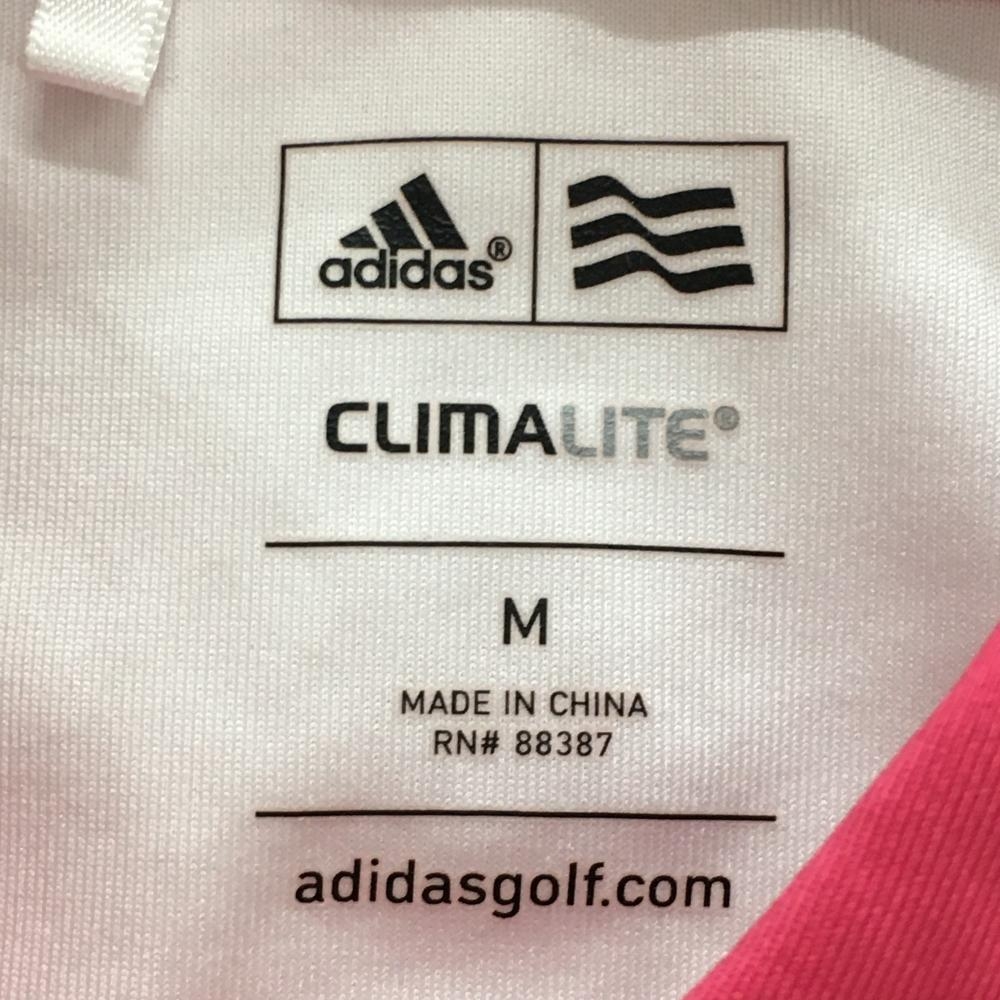 adidas®
CLIMALITE®
M
MADE IN CHINA
RN# 88387
adidasgolf.com